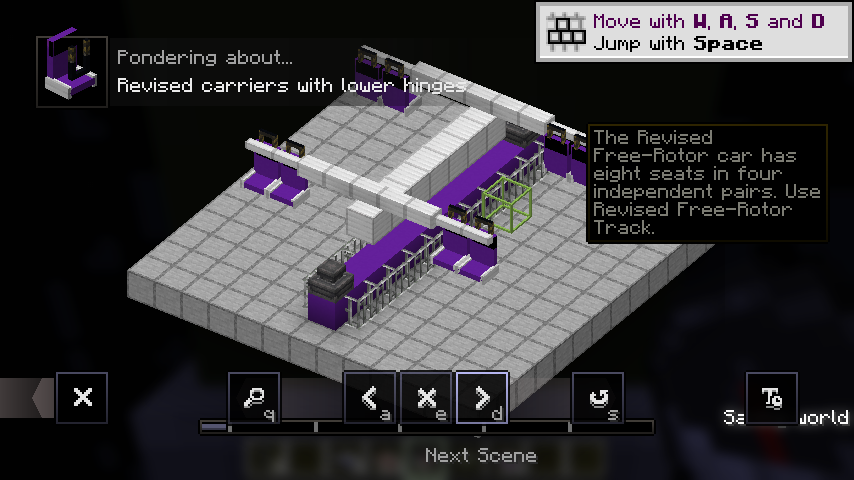 Move with W, A, S and D
Jump with Space
Pondering about...
Revised carriers with lower hinges
The Revised
Free-Rotor car has
eight seats in four
independent pairs. Use
Revised Free-Rotor
Track.
q
a
e
d
s
Next Scene